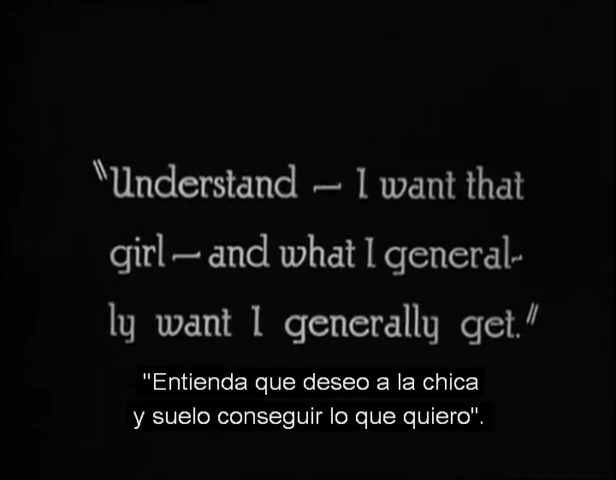 "Understand — I want that
girl — and what I general-
ly want I generally get."
"Entienda que deseo a la chica
y suelo conseguir lo que quiero".